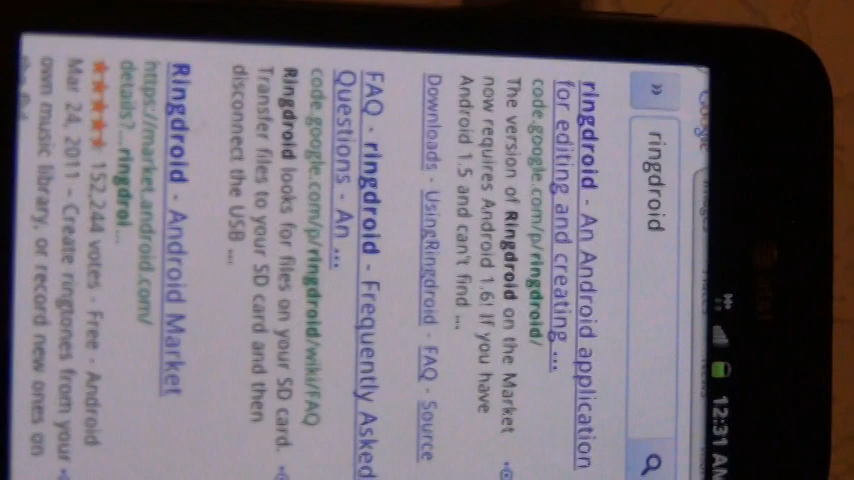 12:31 AM
Google
ringdroid
ringdroid - An Android application
for editing and creating ...
code.google.com/p/ringdroid/
The version of Ringdroid on the Market
now requires Android 1.6! If you have
Android 1.5 and can't find ...
Downloads - UsingRingdroid - FAQ - Source
FAQ - ringdroid - Frequently Asked
Questions - An ...
code.google.com/p/ringdroid/wiki/FAQ
Ringdroid looks for files on your SD card.
Transfer files to your SD card and then
disconnect the USB ...
Ringdroid - Android Market
https://market.android.com/
details?...ringdroi...
152,244 votes - Free - Android
Mar 24, 2011 - Create ringtones from your
own music library, or record new ones on